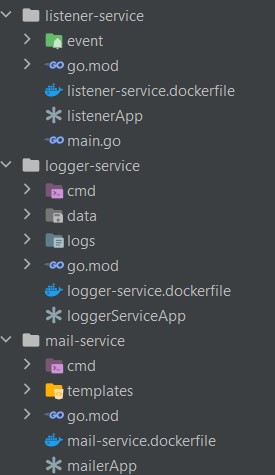 listener-service
event
go.mod
listener-service.dockerfile
listenerApp
main.go
logger-service
cmd
data
logs
go.mod
logger-service.dockerfile
loggerServiceApp
mail-service
cmd
templates
go.mod
mail-service.dockerfile
mailerApp